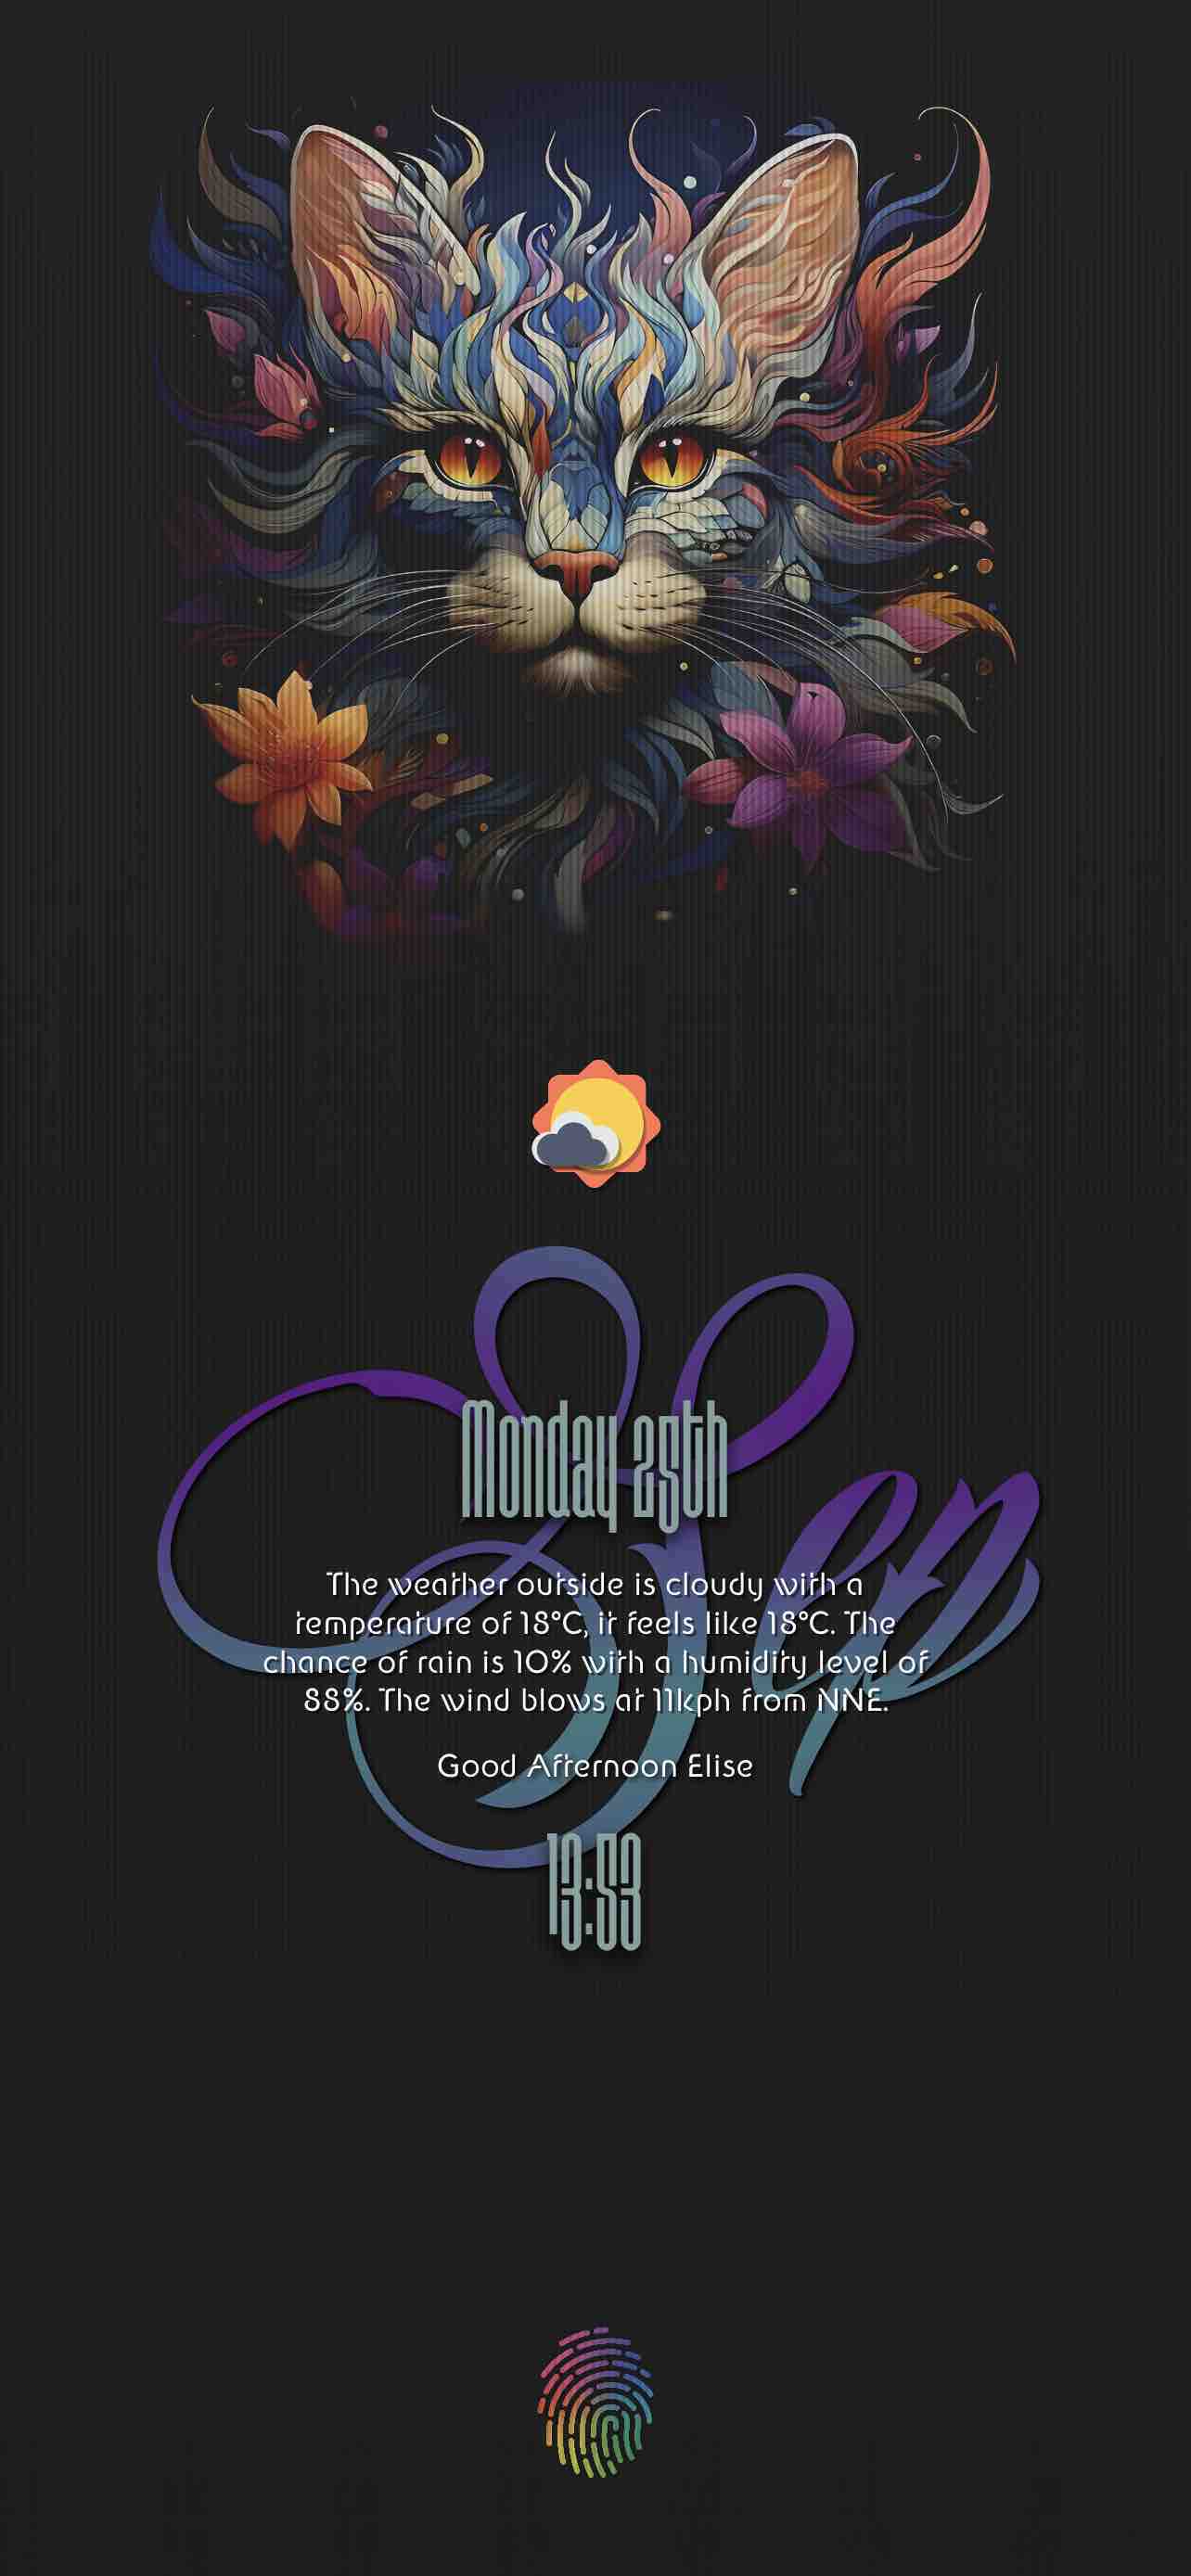 Sep
Monday 25th
The weather outside is cloudy with a
temperature of 18°C, it feels like 18°C. The
chance of rain is 10% with a humidity level of
88%. The wind blows at 11kph from NNE.
Good Afternoon Elise
13:53